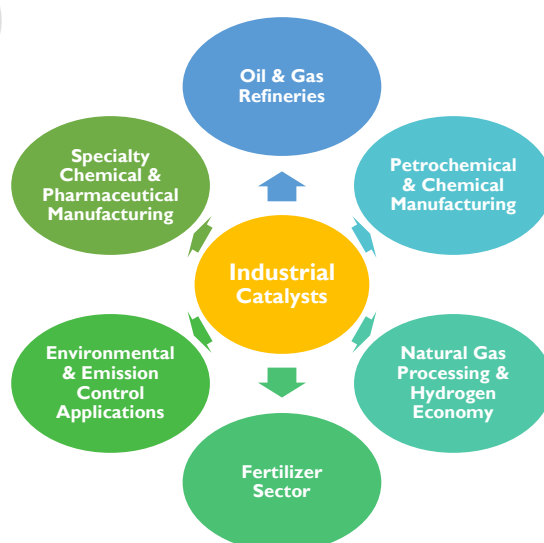 Oil & Gas
Refineries
Specialty
Chemical &
Pharmaceutical
Manufacturing
Petrochemical
& Chemical
Manufacturing
Industrial
Catalysts
Environmental
& Emission
Control
Applications
Natural Gas
Processing &
Hydrogen
Economy
Fertilizer
Sector